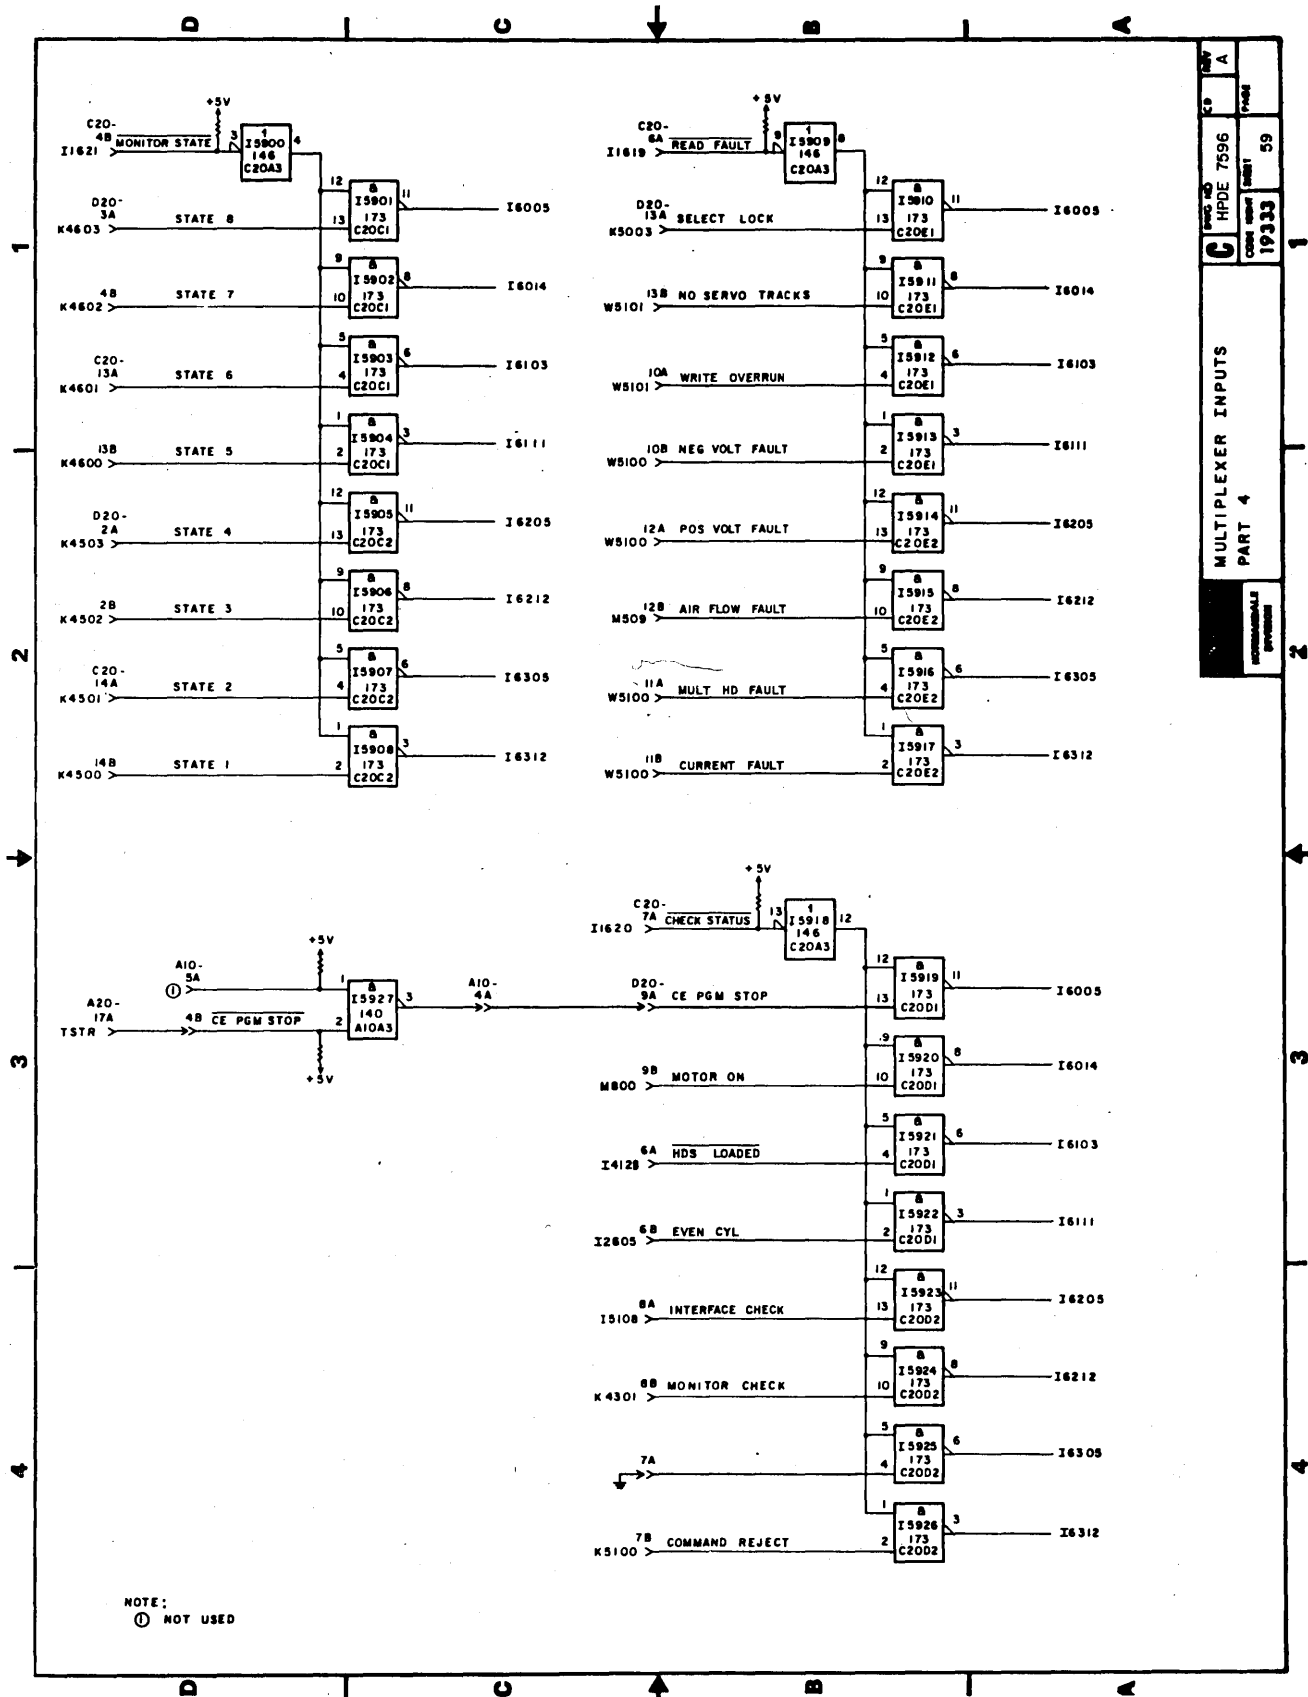 D C B A
+5V
C20-
4B
I1621 MONITOR STATE 3
1
I5900
146
C20A3
4
D20-
3A
K4603 STATE 8
12
13
&
I5901
173
C20C1
11
I6005
4B
K4602 STATE 7
9
10
&
I5902
173
C20C1
8
I6014
C20-
13A
K4601 STATE 6
5
4
&
I5903
173
C20C1
6
I6103
13B
K4600 STATE 5
1
2
&
I5904
173
C20C1
3
I6111
D20-
2A
K4503 STATE 4
12
13
&
I5905
173
C20C2
11
I6205
2B
K4502 STATE 3
9
10
&
I5906
173
C20C2
8
I6212
C20-
14A
K4501 STATE 2
5
4
&
I5907
173
C20C2
6
I6305
14B
K4500 STATE 1
1
2
&
I5908
173
C20C2
3
I6312
+5V
C20-
6A
I1619 READ FAULT 9
1
I5909
146
C20A3
8
D20-
13A
K5003 SELECT LOCK
12
13
&
I5910
173
C20E1
11
I6005
13B
W5101 NO SERVO TRACKS
9
10
&
I5911
173
C20E1
8
I6014
10A
W5101 WRITE OVERRUN
5
4
&
I5912
173
C20E1
6
I6103
10B
W5100 NEG VOLT FAULT
1
2
&
I5913
173
C20E1
3
I6111
12A
W5100 POS VOLT FAULT
12
13
&
I5914
173
C20E2
11
I6205
12B
M509 AIR FLOW FAULT
9
10
&
I5915
173
C20E2
8
I6212
11A
W5100 MULT HD FAULT
5
4
&
I5916
173
C20E2
6
I6305
11B
W5100 CURRENT FAULT
1
2
&
I5917
173
C20E2
3
I6312
+5V
C20-
7A
I1620 CHECK STATUS 13
1
I5918
146
C20A3
12
A10-
5A
①
+5V
A20-
17A
TSTR 4B CE PGM STOP
+5V
1
2
&
I5927
140
A10A3
3
A10-
4A
D20-
9A CE PGM STOP
12
13
&
I5919
173
C20D1
11
I6005
9B
M800 MOTOR ON
9
10
&
I5920
173
C20D1
8
I6014
6A
I4128 HDS LOADED
5
4
&
I5921
173
C20D1
6
I6103
6B
I2605 EVEN CYL
1
2
&
I5922
173
C20D1
3
I6111
8A
I5108 INTERFACE CHECK
12
13
&
I5923
173
C20D2
11
I6205
8B
K4301 MONITOR CHECK
9
10
&
I5924
173
C20D2
8
I6212
7A
5
4
&
I5925
173
C20D2
6
I6305
7B
K5100 COMMAND REJECT
1
2
&
I5926
173
C20D2
3
I6312
NOTE:
① NOT USED
1
2
3
4
1
2
3
4
D C B A
NORMANDALE
DIVISION
MULTIPLEXER INPUTS
PART 4
C
DWG NO
HPDE 7596
CD
REV
A
CODE IDENT
19333
SHEET
59
PAGE